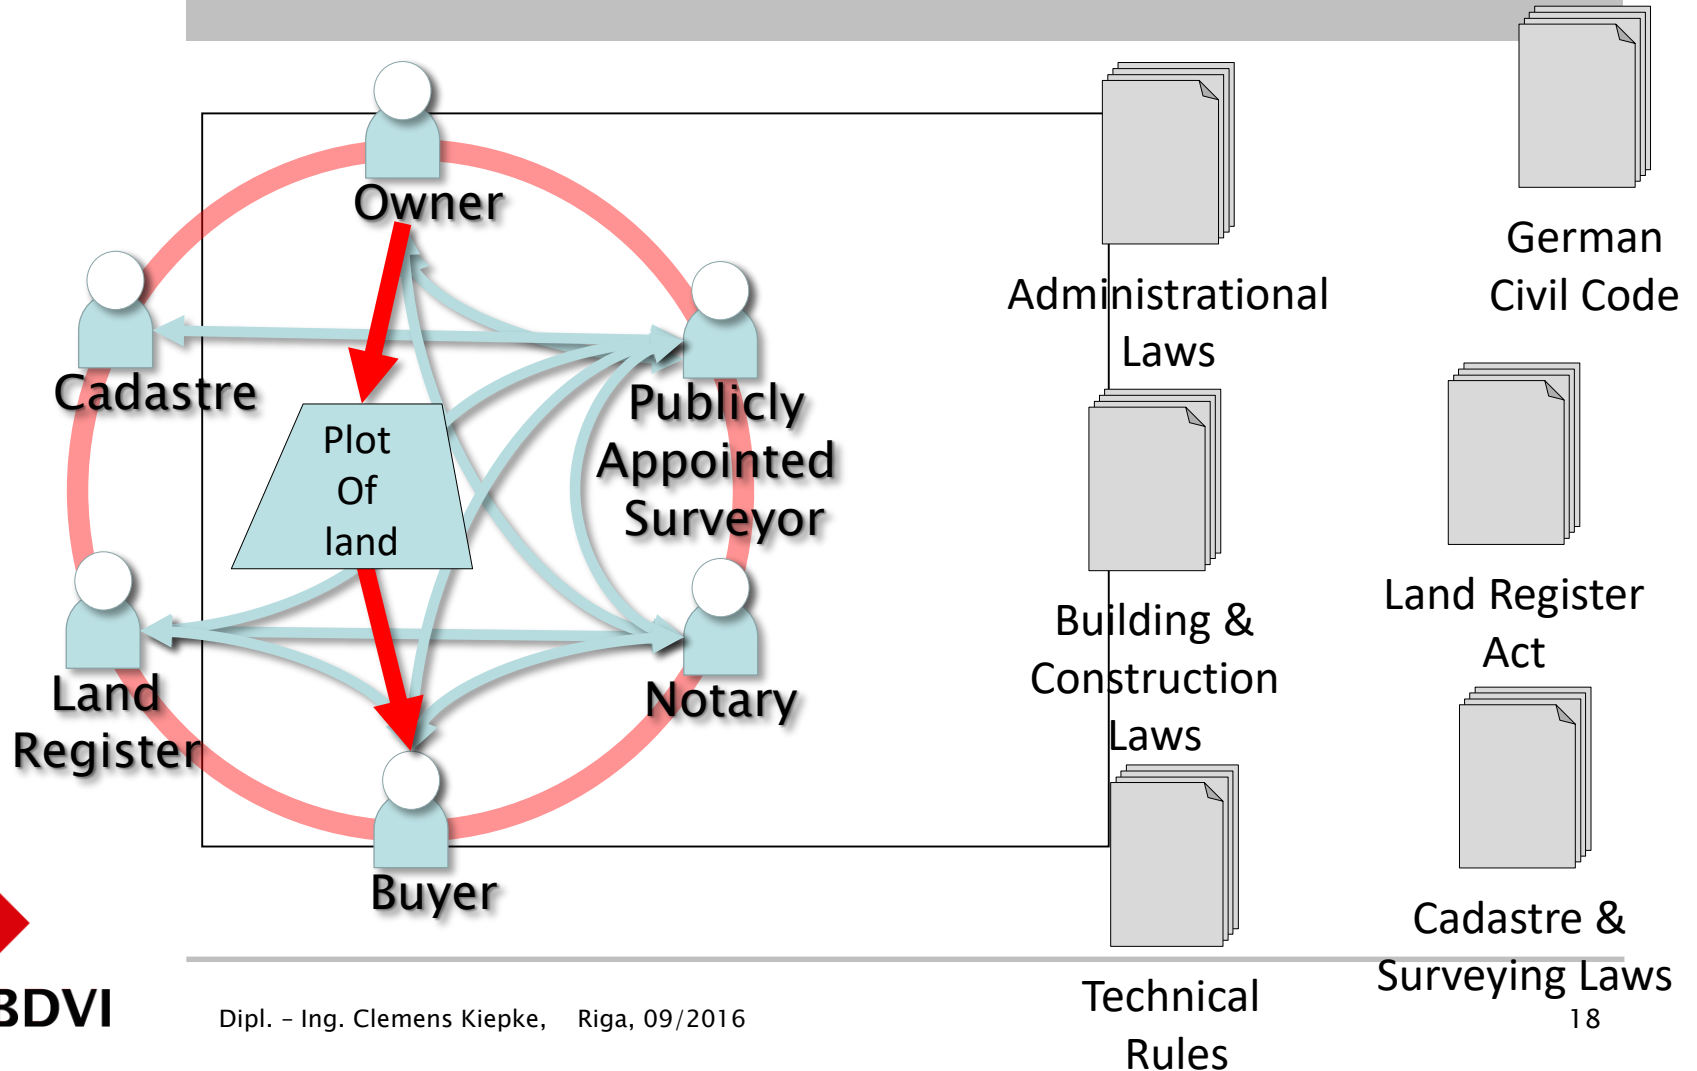 Owner
Cadastre
Publicly
Appointed
Surveyor
Plot
Of
land
Land
Register
Notary
Buyer
Administrational
Laws
German
Civil Code
Building &
Construction
Laws
Land Register
Act
Technical
Rules
Cadastre &
Surveying Laws
BDVI
Dipl. – Ing. Clemens Kiepke, Riga, 09/2016
18